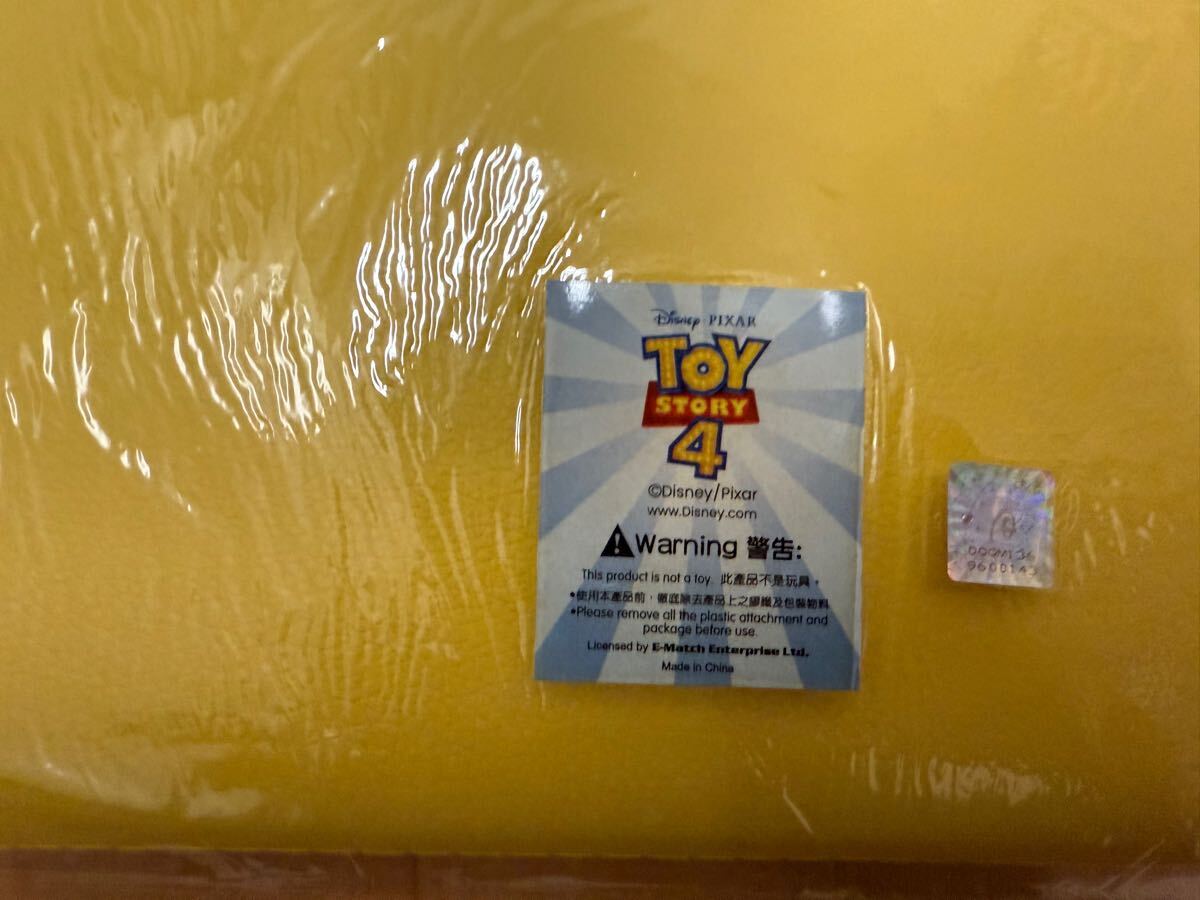 Disney · PIXAR
TOY
STORY
4
©Disney/Pixar
www.Disney.com
Warning 警告:
This product is not a toy. 此產品不是玩具。
•使用本產品前，徹底除去產品上之膠纖及包裝物料
•Please remove all the plastic attachment and
package before use.
Licensed by E-Match Enterprise Ltd.
Made in China